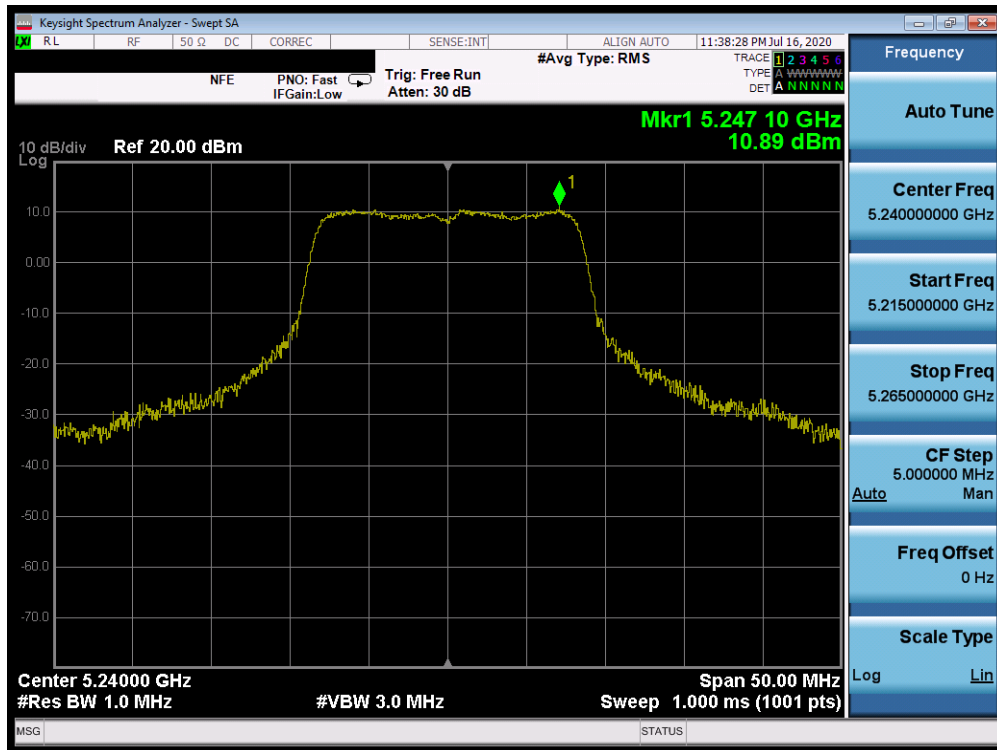 Keysight Spectrum Analyzer - Swept SA
LXI RL RF 50 Ω DC CORREC SENSE:INT ALIGN AUTO 11:38:28 PM Jul 16, 2020
#Avg Type: RMS TRACE 1 2 3 4 5 6
NFE PNO: Fast Trig: Free Run TYPE A WWWWW
IFGain:Low Atten: 30 dB DET A N N N N N
Mkr1 5.247 10 GHz
10 dB/div Ref 20.00 dBm 10.89 dBm
Log
1
10.0
0.00
-10.0
-20.0
-30.0
-40.0
-50.0
-60.0
-70.0
Center 5.24000 GHz Span 50.00 MHz
#Res BW 1.0 MHz #VBW 3.0 MHz Sweep 1.000 ms (1001 pts)
MSG STATUS
Frequency
Auto Tune
Center Freq
5.240000000 GHz
Start Freq
5.215000000 GHz
Stop Freq
5.265000000 GHz
CF Step
5.000000 MHz
Auto Man
Freq Offset
0 Hz
Scale Type
Log Lin